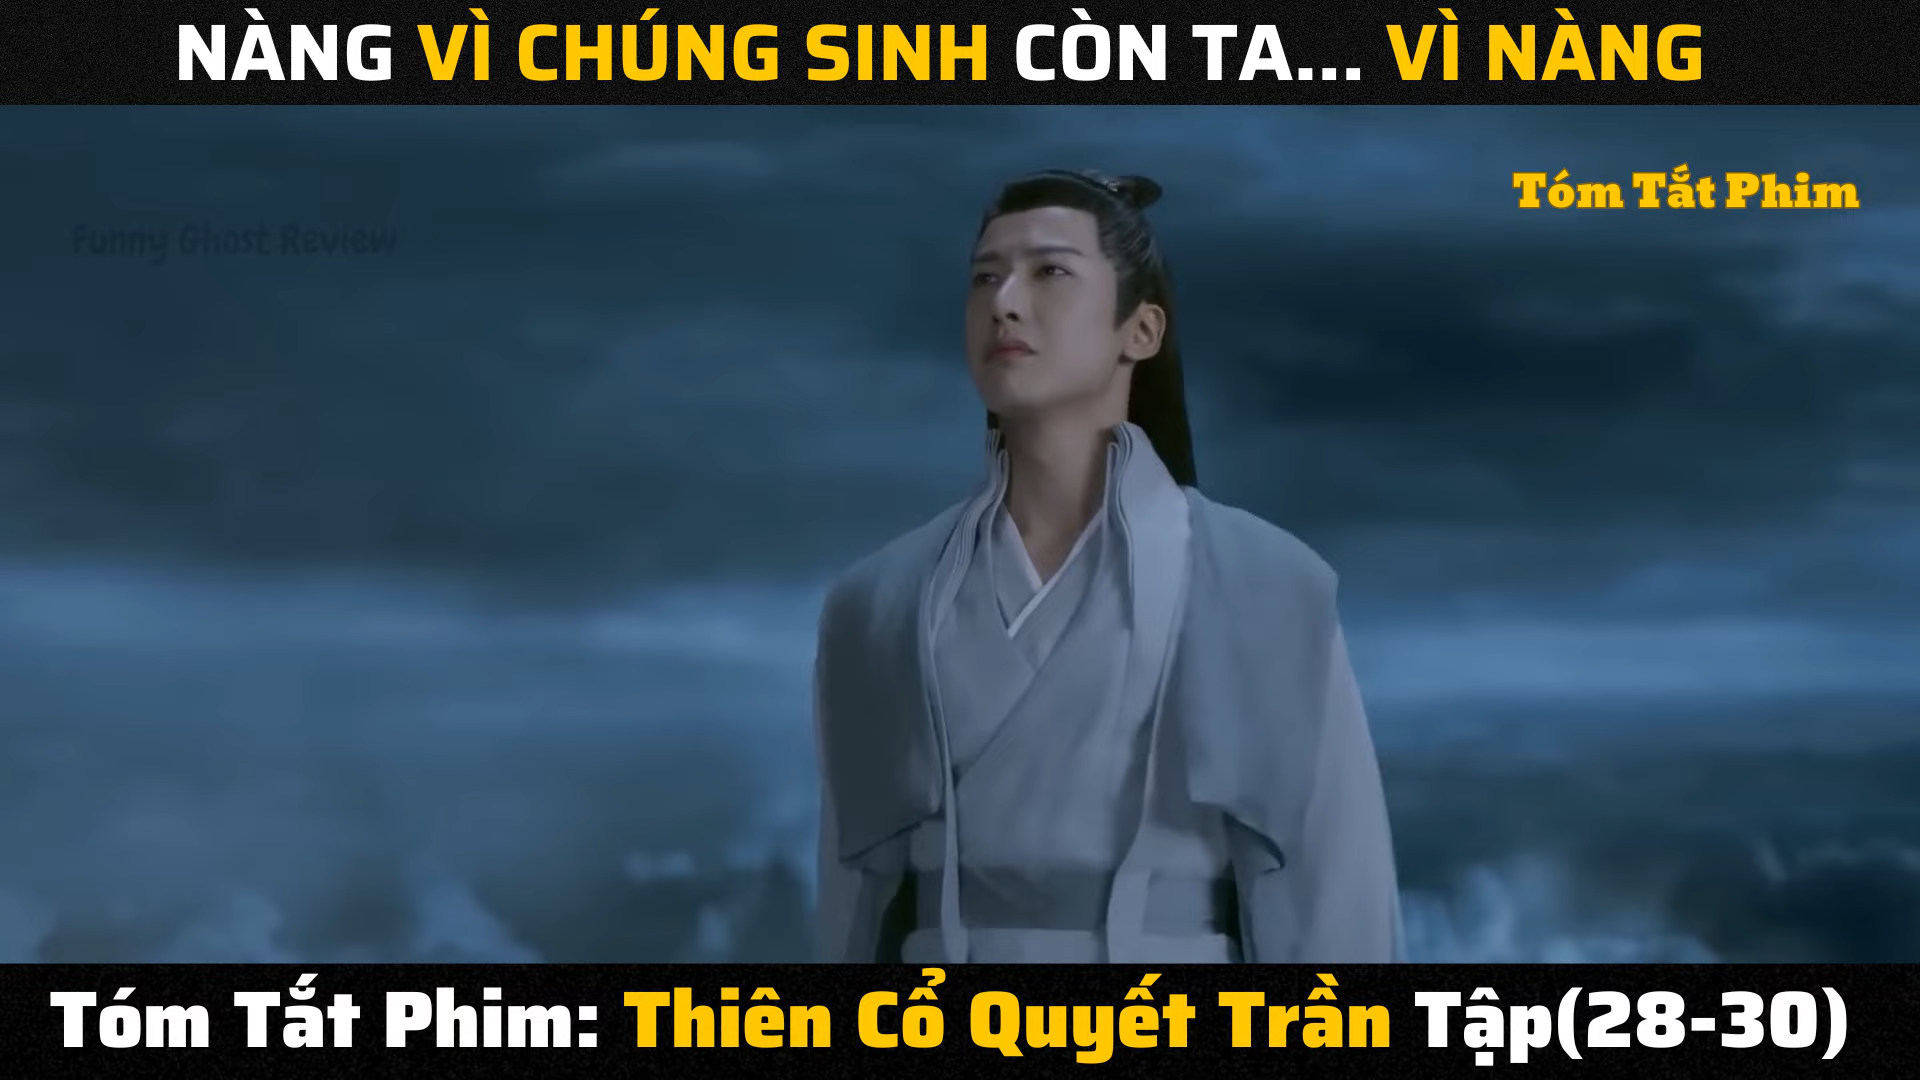 NÀNG VÌ CHÚNG SINH CÒN TA... VÌ NÀNG
Tóm Tắt Phim
Funny Ghost Review
Tóm Tắt Phim: Thiên Cổ Quyết Trần Tập(28-30)